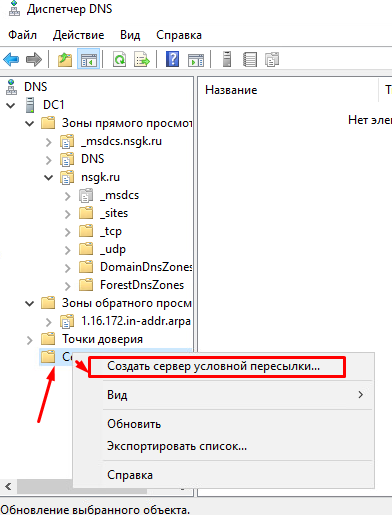 Диспетчер DNS
Файл Действие Вид Справка
DNS
DC1
Зоны прямого просмот
_msdcs.nsgk.ru
DNS
nsgk.ru
_msdcs
_sites
_tcp
_udp
DomainDnsZones
ForestDnsZones
Зоны обратного просм
1.16.172.in-addr.arpa
Точки доверия
Се
Название
Т
Нет эле
Создать сервер условной пересылки...
Вид
Обновить
Экспортировать список...
Справка
Обновление выбранного объекта.